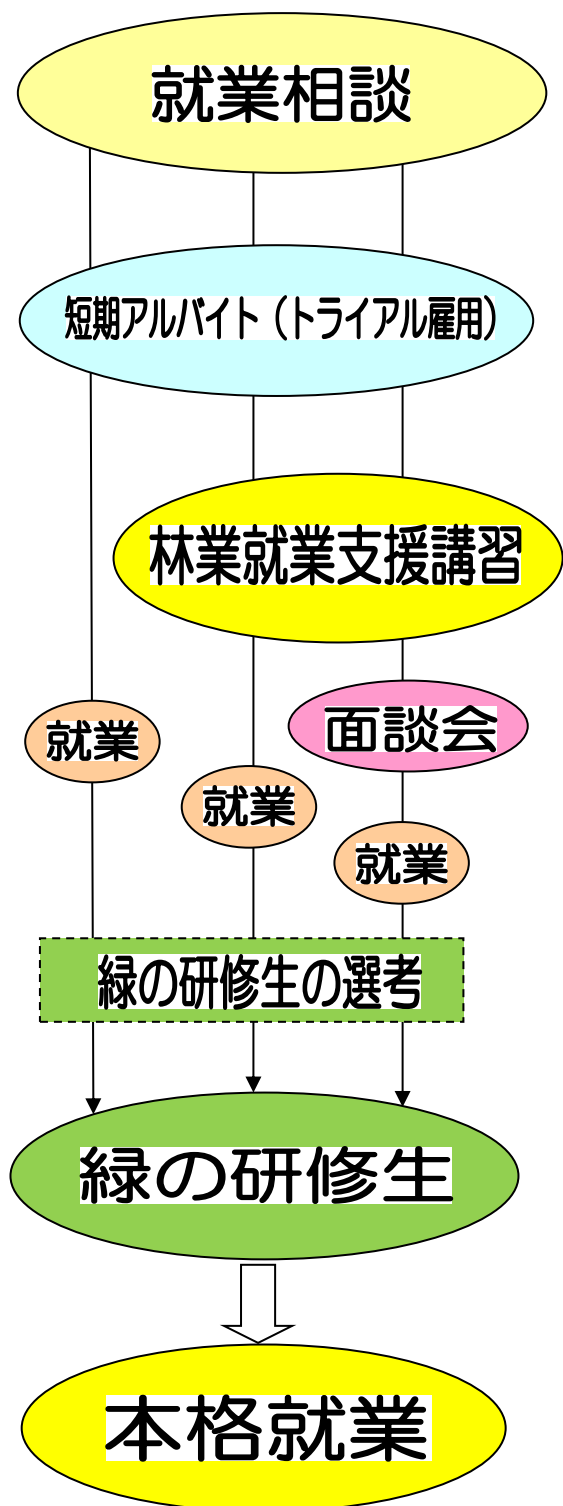 就業相談
短期アルバイト（トライアル雇用）
林業就業支援講習
面談会
就業
就業
就業
緑の研修生の選考
緑の研修生
本格就業